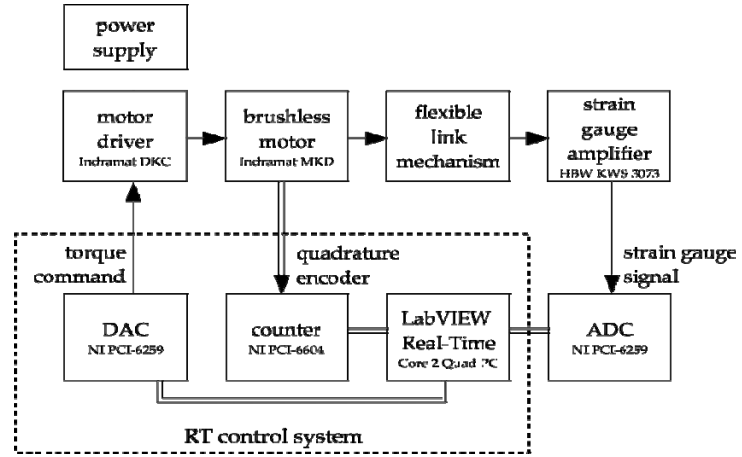 power
supply
motor
driver
Indramat DKC
brushless
motor
Indramat MKD
flexible
link
mechanism
strain
gauge
amplifier
HBW KWS 3073
torque
command
quadrature
encoder
strain gauge
signal
DAC
NI PCI-6259
counter
NI PCI-6604
LabVIEW
Real-Time
Core 2 Quad PC
ADC
NI PCI-6259
RT control system